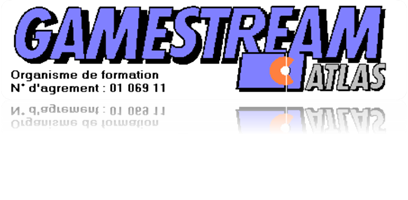 GAMESTREAM
ATLAS
Organisme de formation
N° d'agrement : 01 069 11